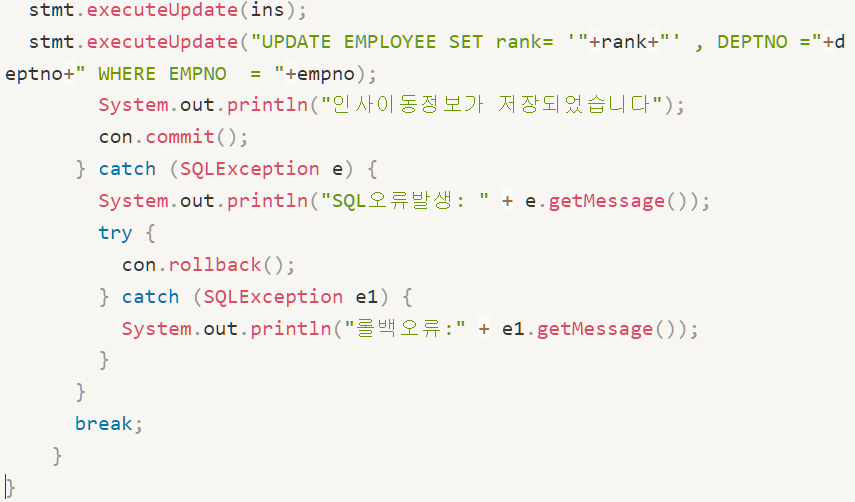 stmt.executeUpdate(ins);
stmt.executeUpdate("UPDATE EMPLOYEE SET rank= '"+rank+"' , DEPTNO ="+d
eptno+" WHERE EMPNO  = "+empno);
System.out.println("인사이동정보가 저장되었습니다");
con.commit();
} catch (SQLException e) {
System.out.println("SQL오류발생: " + e.getMessage());
try {
con.rollback();
} catch (SQLException e1) {
System.out.println("롤백오류:" + e1.getMessage());
}
}
break;
}
}